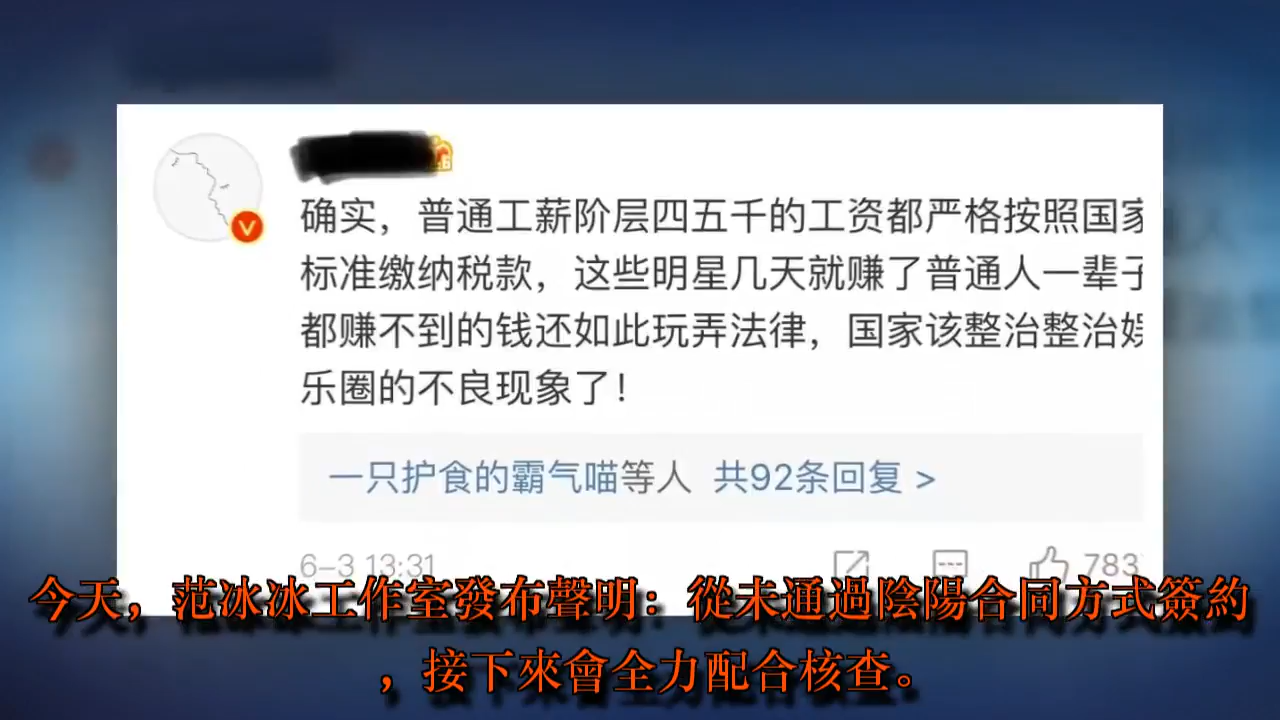 确实，普通工薪阶层四五千的工资都严格按照国家
标准缴纳税款，这些明星几天就赚了普通人一辈子
都赚不到的钱还如此玩弄法律，国家该整治整治娱
乐圈的不良现象了！
一只护食的霸气喵等人 共92条回复 >
6-3 13:31
783
今天，范冰冰工作室發布聲明：從未通過陰陽合同方式簽約
，接下來會全力配合核查。